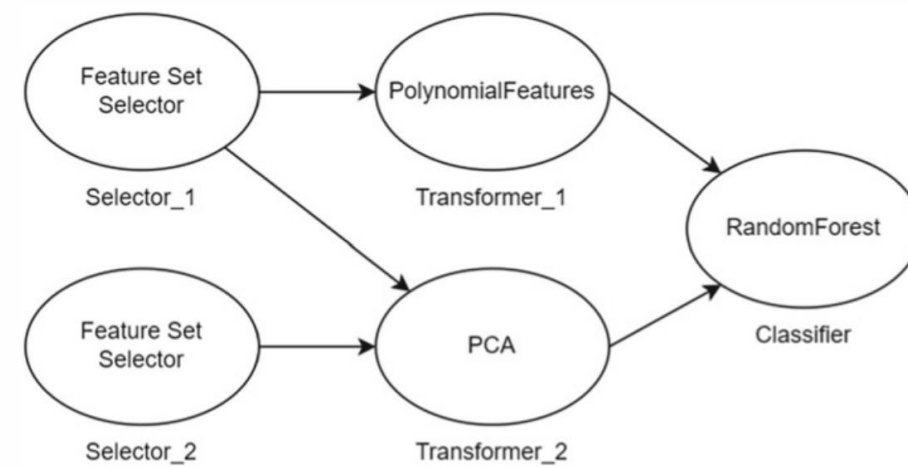 Feature Set
Selector
Selector_1
PolynomialFeatures
Transformer_1
Feature Set
Selector
Selector_2
PCA
Transformer_2
RandomForest
Classifier